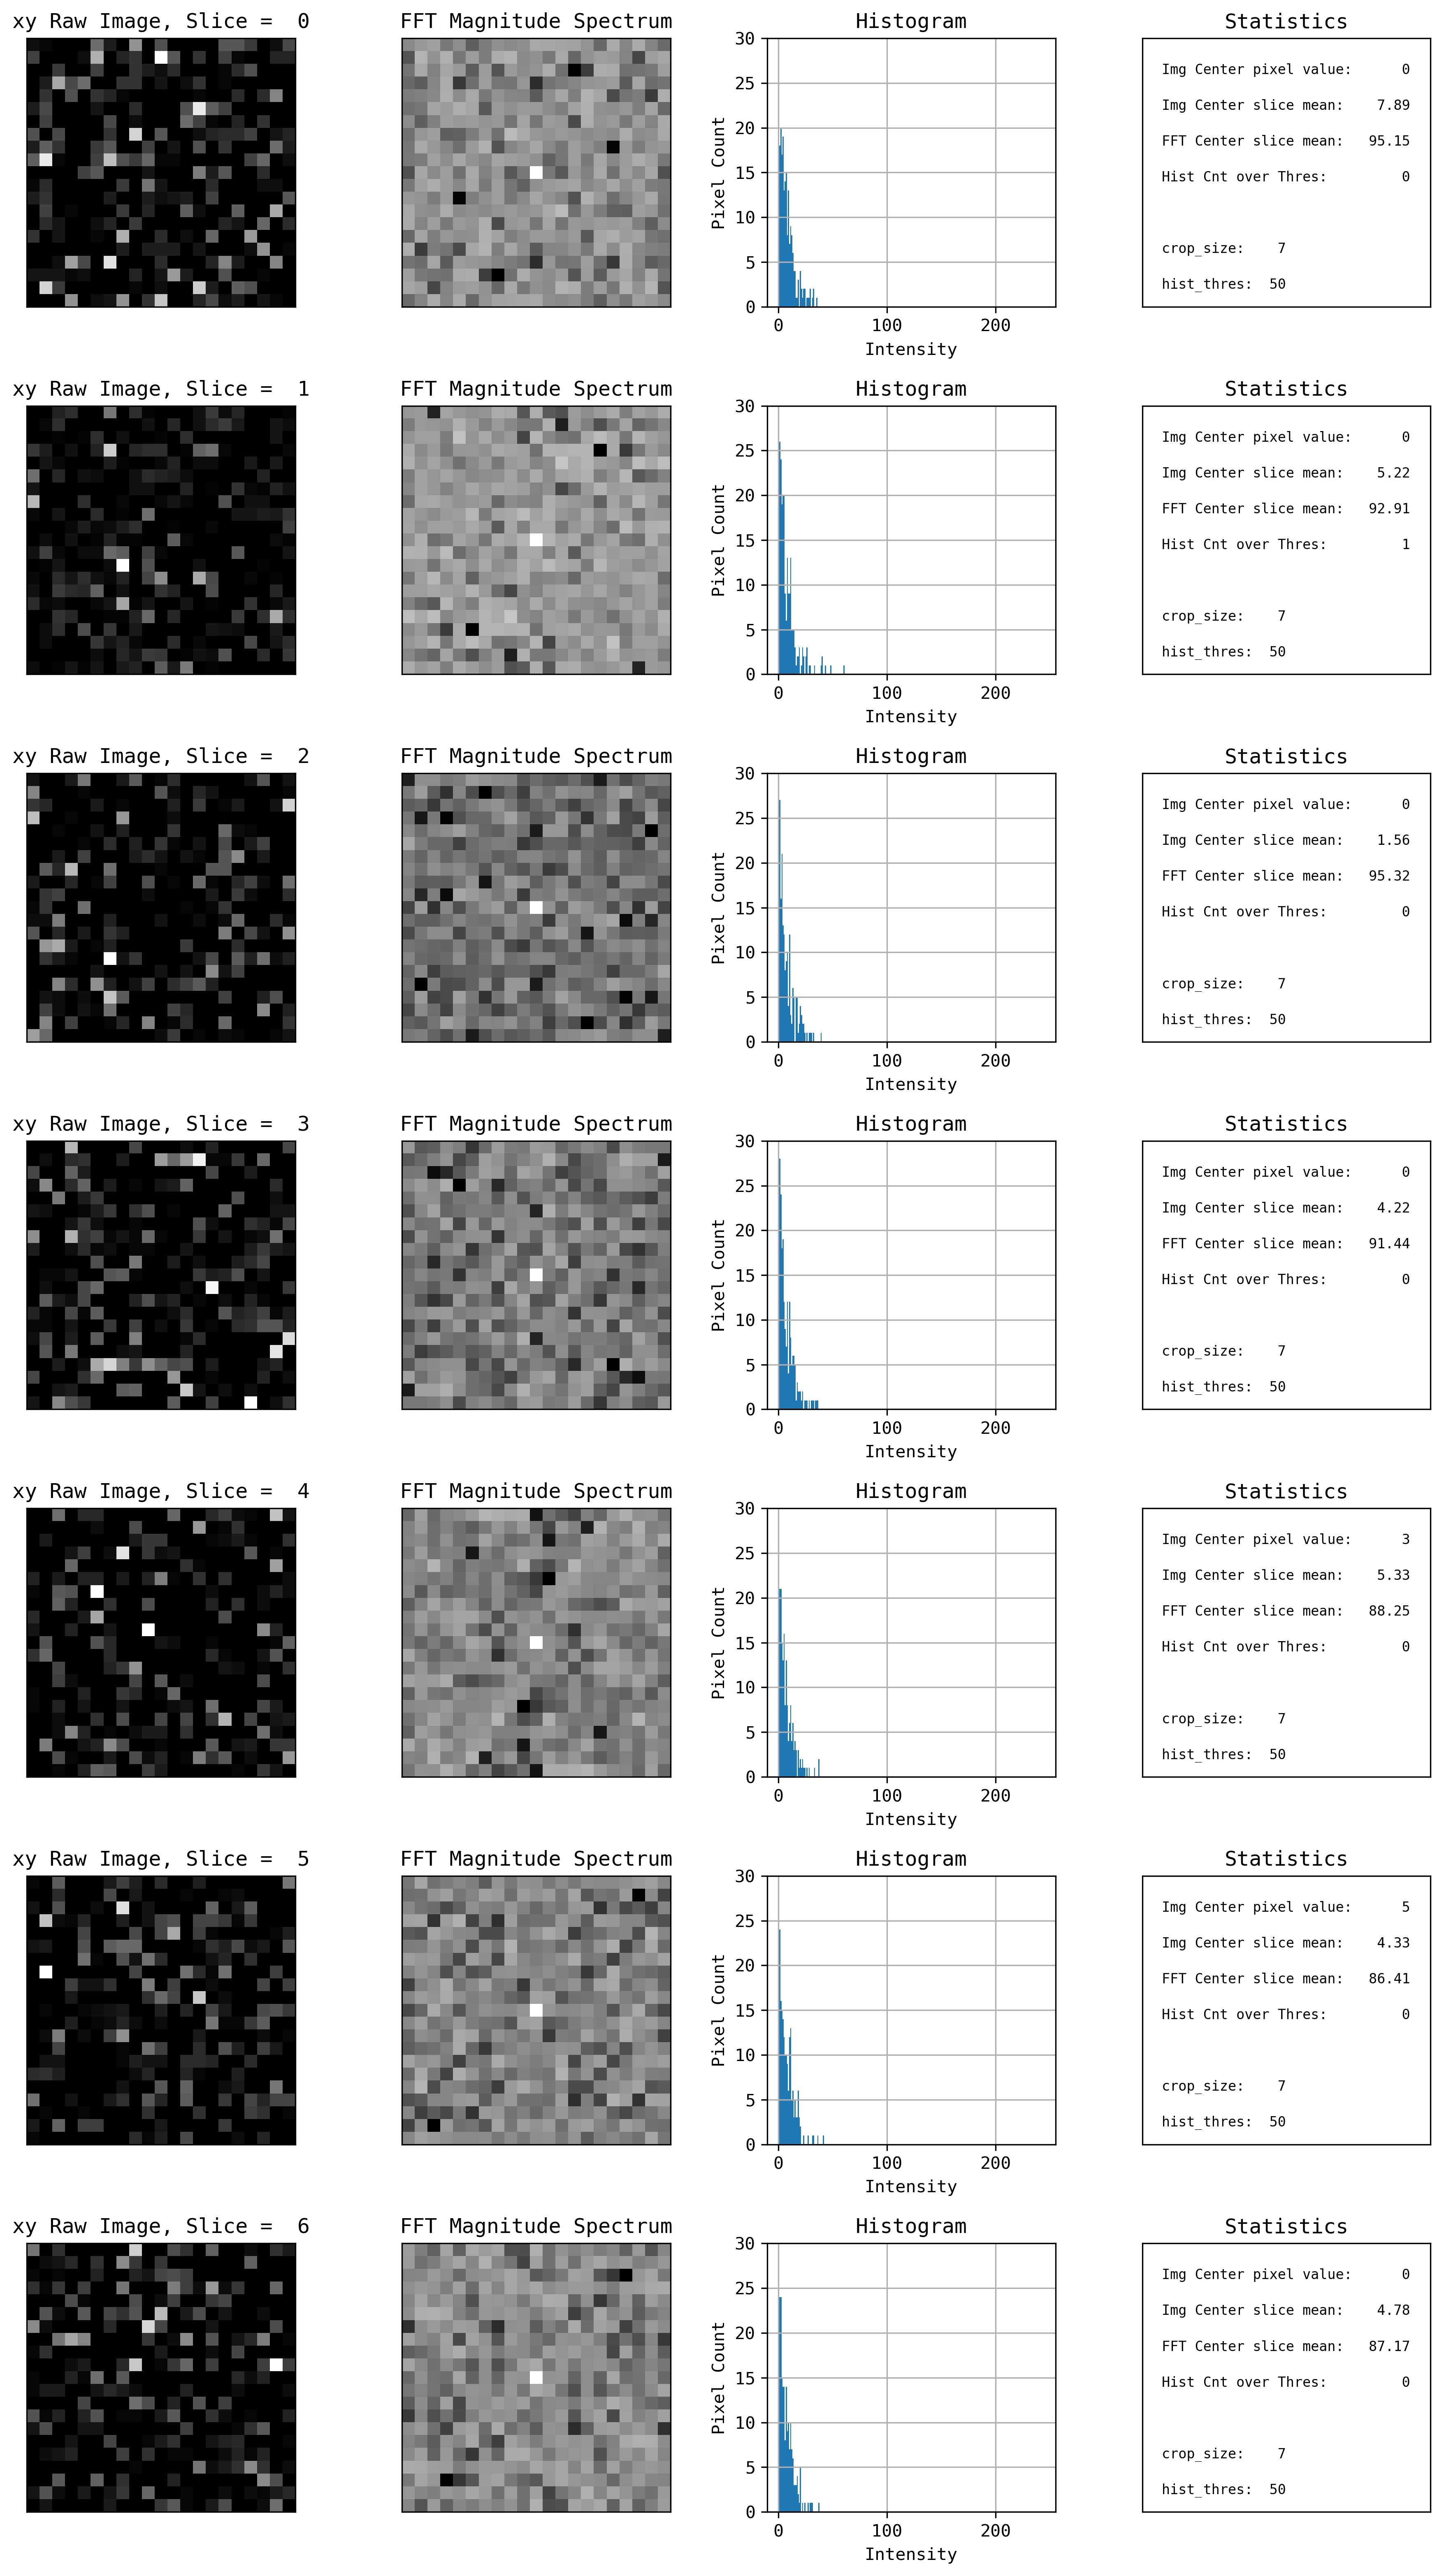 xy Raw Image, Slice =  0
FFT Magnitude Spectrum
Histogram
Statistics
30
25
20
15
10
5
0
Pixel Count
0 100 200
Intensity
Img Center pixel value: 0
Img Center slice mean: 7.89
FFT Center slice mean: 95.15
Hist Cnt over Thres: 0
crop_size: 7
hist_thres: 50
xy Raw Image, Slice =  1
FFT Magnitude Spectrum
Histogram
Statistics
30
25
20
15
10
5
0
Pixel Count
0 100 200
Intensity
Img Center pixel value: 0
Img Center slice mean: 5.22
FFT Center slice mean: 92.91
Hist Cnt over Thres: 1
crop_size: 7
hist_thres: 50
xy Raw Image, Slice =  2
FFT Magnitude Spectrum
Histogram
Statistics
30
25
20
15
10
5
0
Pixel Count
0 100 200
Intensity
Img Center pixel value: 0
Img Center slice mean: 1.56
FFT Center slice mean: 95.32
Hist Cnt over Thres: 0
crop_size: 7
hist_thres: 50
xy Raw Image, Slice =  3
FFT Magnitude Spectrum
Histogram
Statistics
30
25
20
15
10
5
0
Pixel Count
0 100 200
Intensity
Img Center pixel value: 0
Img Center slice mean: 4.22
FFT Center slice mean: 91.44
Hist Cnt over Thres: 0
crop_size: 7
hist_thres: 50
xy Raw Image, Slice =  4
FFT Magnitude Spectrum
Histogram
Statistics
30
25
20
15
10
5
0
Pixel Count
0 100 200
Intensity
Img Center pixel value: 3
Img Center slice mean: 5.33
FFT Center slice mean: 88.25
Hist Cnt over Thres: 0
crop_size: 7
hist_thres: 50
xy Raw Image, Slice =  5
FFT Magnitude Spectrum
Histogram
Statistics
30
25
20
15
10
5
0
Pixel Count
0 100 200
Intensity
Img Center pixel value: 5
Img Center slice mean: 4.33
FFT Center slice mean: 86.41
Hist Cnt over Thres: 0
crop_size: 7
hist_thres: 50
xy Raw Image, Slice =  6
FFT Magnitude Spectrum
Histogram
Statistics
30
25
20
15
10
5
0
Pixel Count
0 100 200
Intensity
Img Center pixel value: 0
Img Center slice mean: 4.78
FFT Center slice mean: 87.17
Hist Cnt over Thres: 0
crop_size: 7
hist_thres: 50